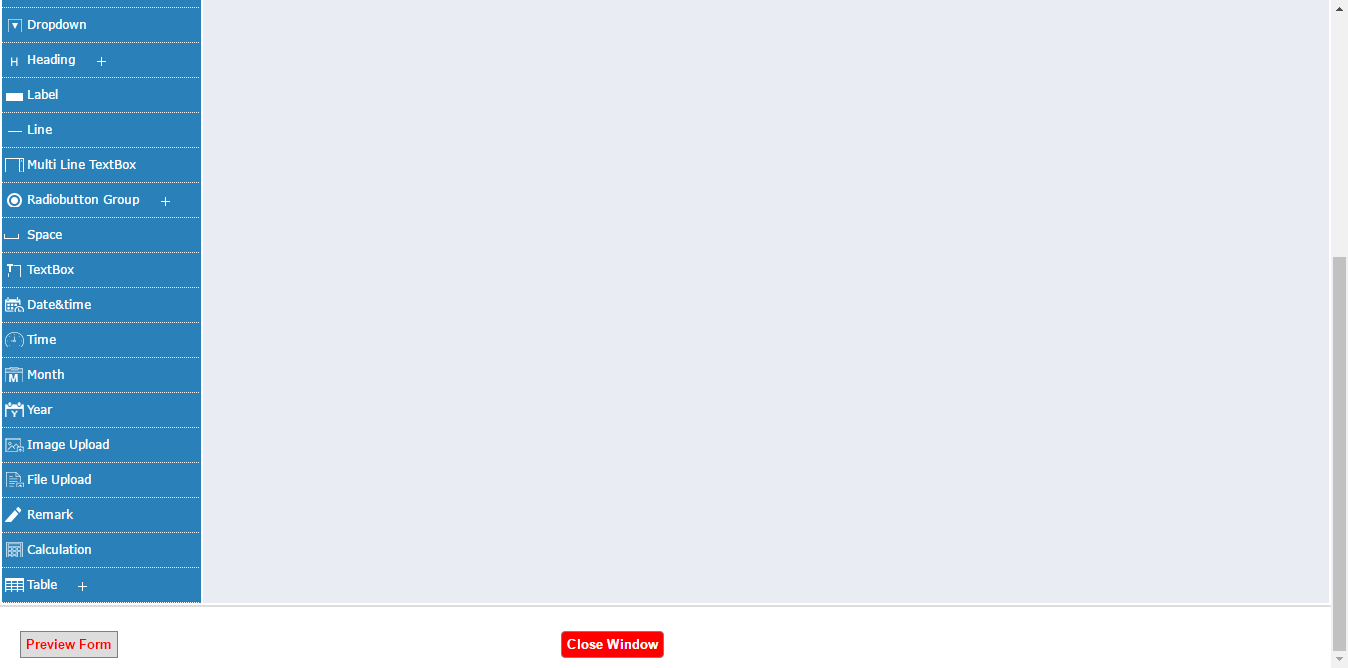 Dropdown
Heading +
Label
Line
Multi Line TextBox
Radiobutton Group +
Space
TextBox
Date&time
Time
Month
Year
Image Upload
File Upload
Remark
Calculation
Table +
Preview Form
Close Window